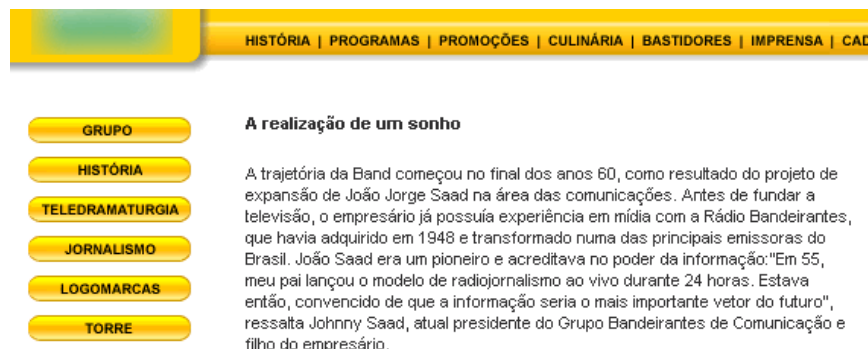 HISTÓRIA | PROGRAMAS | PROMOÇÕES | CULINÁRIA | BASTIDORES | IMPRENSA | CAD
GRUPO
HISTÓRIA
TELEDRAMATURGIA
JORNALISMO
LOGOMARCAS
TORRE
A realização de um sonho
A trajetória da Band começou no final dos anos 60, como resultado do projeto de
expansão de João Jorge Saad na área das comunicações. Antes de fundar a
televisão, o empresário já possuía experiência em mídia com a Rádio Bandeirantes,
que havia adquirido em 1948 e transformado numa das principais emissoras do
Brasil. João Saad era um pioneiro e acreditava no poder da informação:"Em 55,
meu pai lançou o modelo de radiojornalismo ao vivo durante 24 horas. Estava
então, convencido de que a informação seria o mais importante vetor do futuro",
ressalta Johnny Saad, atual presidente do Grupo Bandeirantes de Comunicação e
filho do empresário.